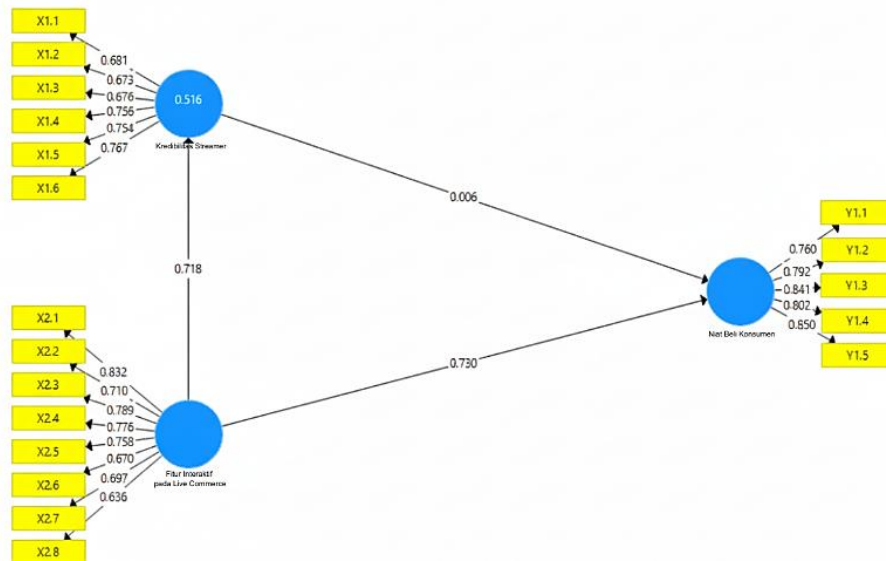 X1.1
X1.2
X1.3
X1.4
X1.5
X1.6
0.681
0.673
0.676
0.756
0.754
0.767
0.516
Kredibilitas Streamer
0.006
0.718
0.730
X2.1
X2.2
X2.3
X2.4
X2.5
X2.6
X2.7
X2.8
0.832
0.710
0.789
0.776
0.758
0.670
0.697
0.636
Fitur Interaktif
pada Live Commerce
Niat Beli Konsumen
0.760
0.792
0.841
0.802
0.850
Y1.1
Y1.2
Y1.3
Y1.4
Y1.5